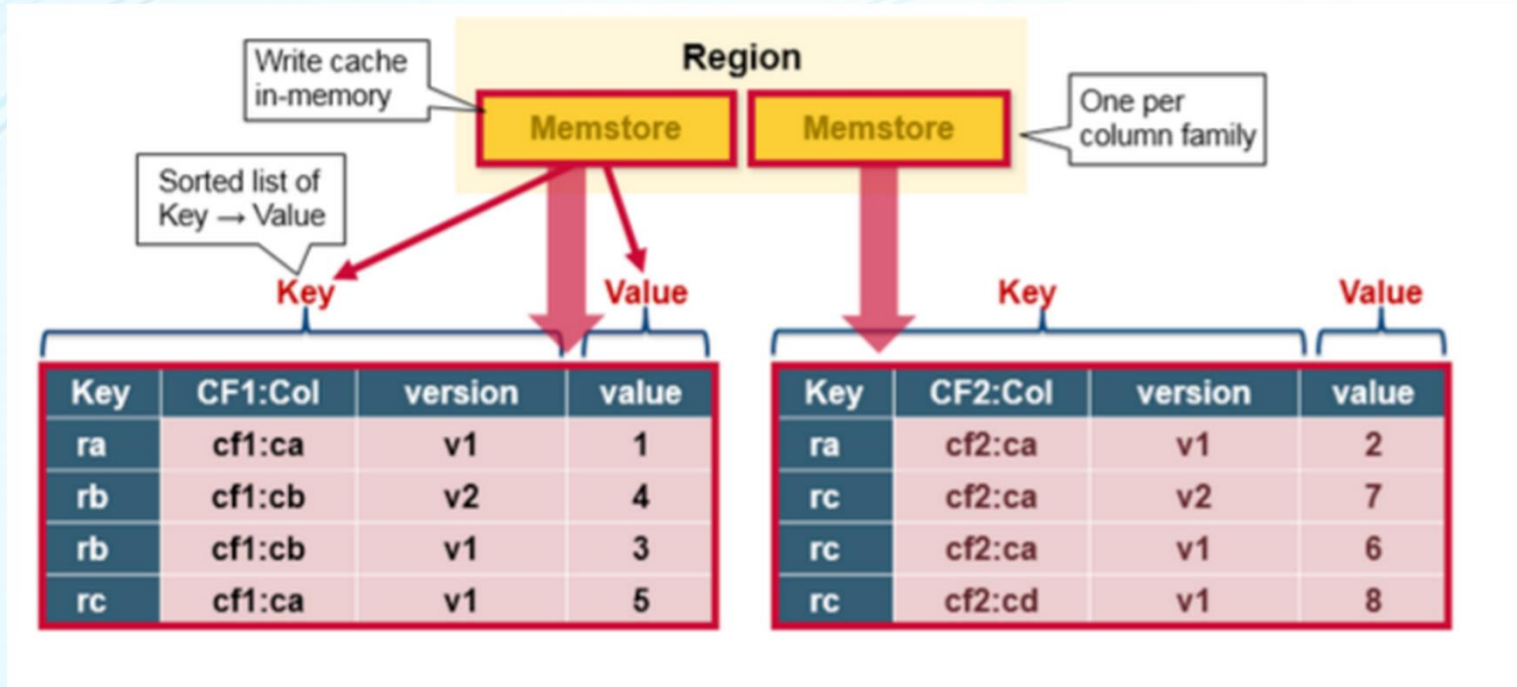 Region
Write cache
in-memory
Memstore
Memstore
One per
column family
Sorted list of
Key → Value
Key
Value
Key
Value
Key CF1:Col version value
ra cf1:ca v1 1
rb cf1:cb v2 4
rb cf1:cb v1 3
rc cf1:ca v1 5
Key CF2:Col version value
ra cf2:ca v1 2
rc cf2:ca v2 7
rc cf2:ca v1 6
rc cf2:cd v1 8